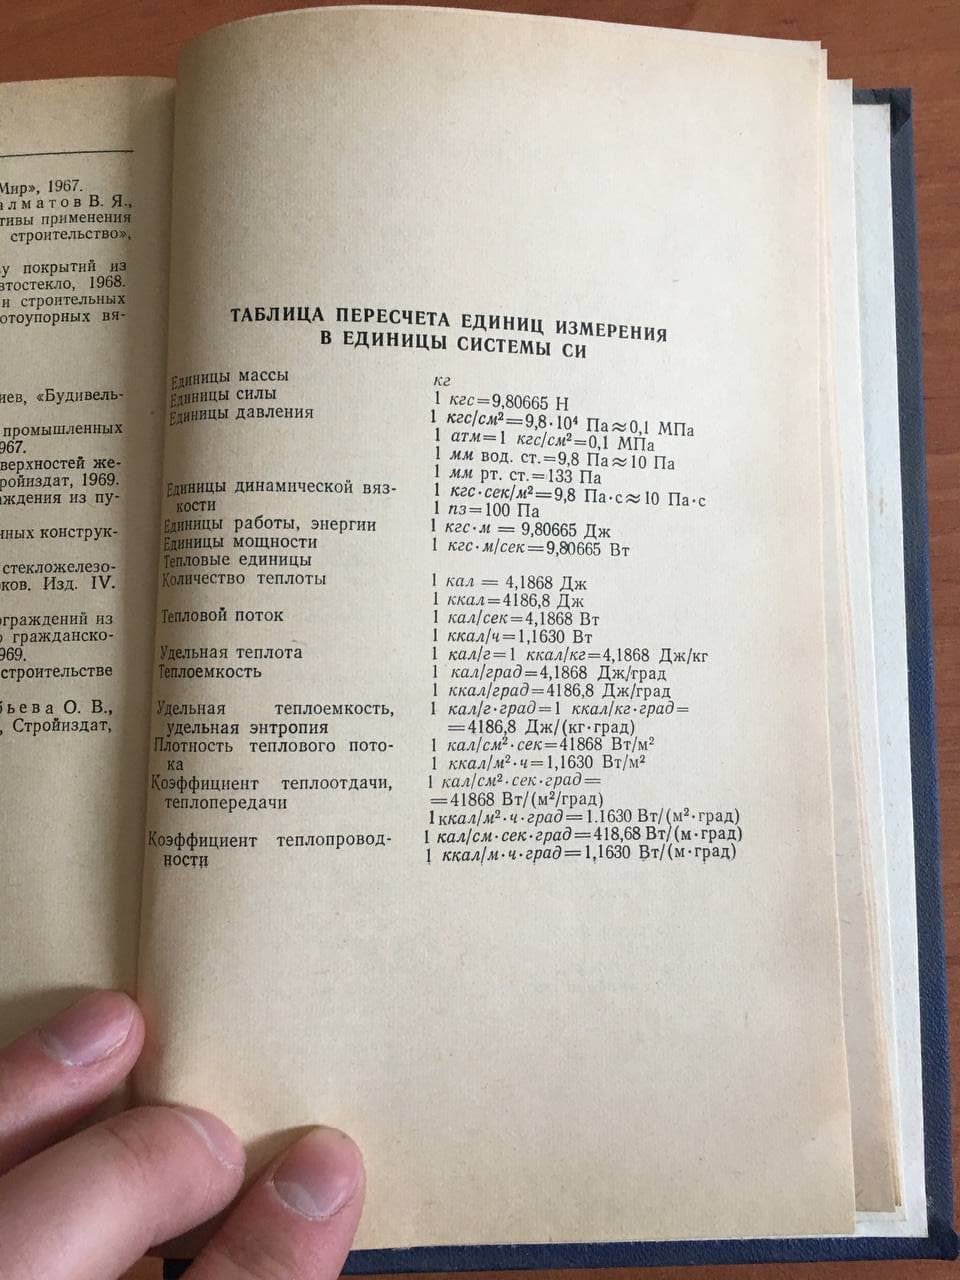 Мир», 1967.
алматов В. Я.,
тивы применения
строительство»,
у покрытий из
втостекло, 1968.
и строительных
отоупорных вя-
иев, «Будивель-
промышленных
967.
верхностей же-
ройиздат, 1969.
аждения из пу-
нных конструк-
стекложелезо-
ков. Изд. IV.
ограждений из
о гражданско-
969.
строительстве
ьева О. В.,
, Стройиздат,
ТАБЛИЦА ПЕРЕСЧЕТА ЕДИНИЦ ИЗМЕРЕНИЯ
В ЕДИНИЦЫ СИСТЕМЫ СИ
Единицы массы кг
Единицы силы 1 кгс=9,80665 Н
Единицы давления 1 кгс/см²=9,8·10⁴ Па≈0,1 МПа
1 атм=1 кгс/см²=0,1 МПа
1 мм вод. ст.=9,8 Па≈10 Па
1 мм рт. ст.=133 Па
Единицы динамической вяз- 1 кгс·сек/м²=9,8 Па·с≈10 Па·с
кости 1 пз=100 Па
Единицы работы, энергии 1 кгс·м = 9,80665 Дж
Единицы мощности 1 кгс·м/сек=9,80665 Вт
Тепловые единицы
Количество теплоты 1 кал = 4,1868 Дж
1 ккал=4186,8 Дж
Тепловой поток 1 кал/сек=4,1868 Вт
1 ккал/ч=1,1630 Вт
Удельная теплота 1 кал/г=1 ккал/кг=4,1868 Дж/кг
Теплоемкость 1 кал/град=4,1868 Дж/град
1 ккал/град=4186,8 Дж/град
Удельная теплоемкость, 1 кал/г·град=1 ккал/кг·град=
удельная энтропия =4186,8 Дж/(кг·град)
Плотность теплового пото- 1 кал/см²·сек=41868 Вт/м²
ка 1 ккал/м²·ч=1,1630 Вт/м²
Коэффициент теплоотдачи, 1 кал/см²·сек·град=
теплопередачи =41868 Вт/(м²/град)
1 ккал/м²·ч·град=1.1630 Вт/(м²·град)
Коэффициент теплопровод- 1 кал/см·сек·град=418,68 Вт/(м·град)
ности 1 ккал/м·ч·град=1,1630 Вт/(м·град)